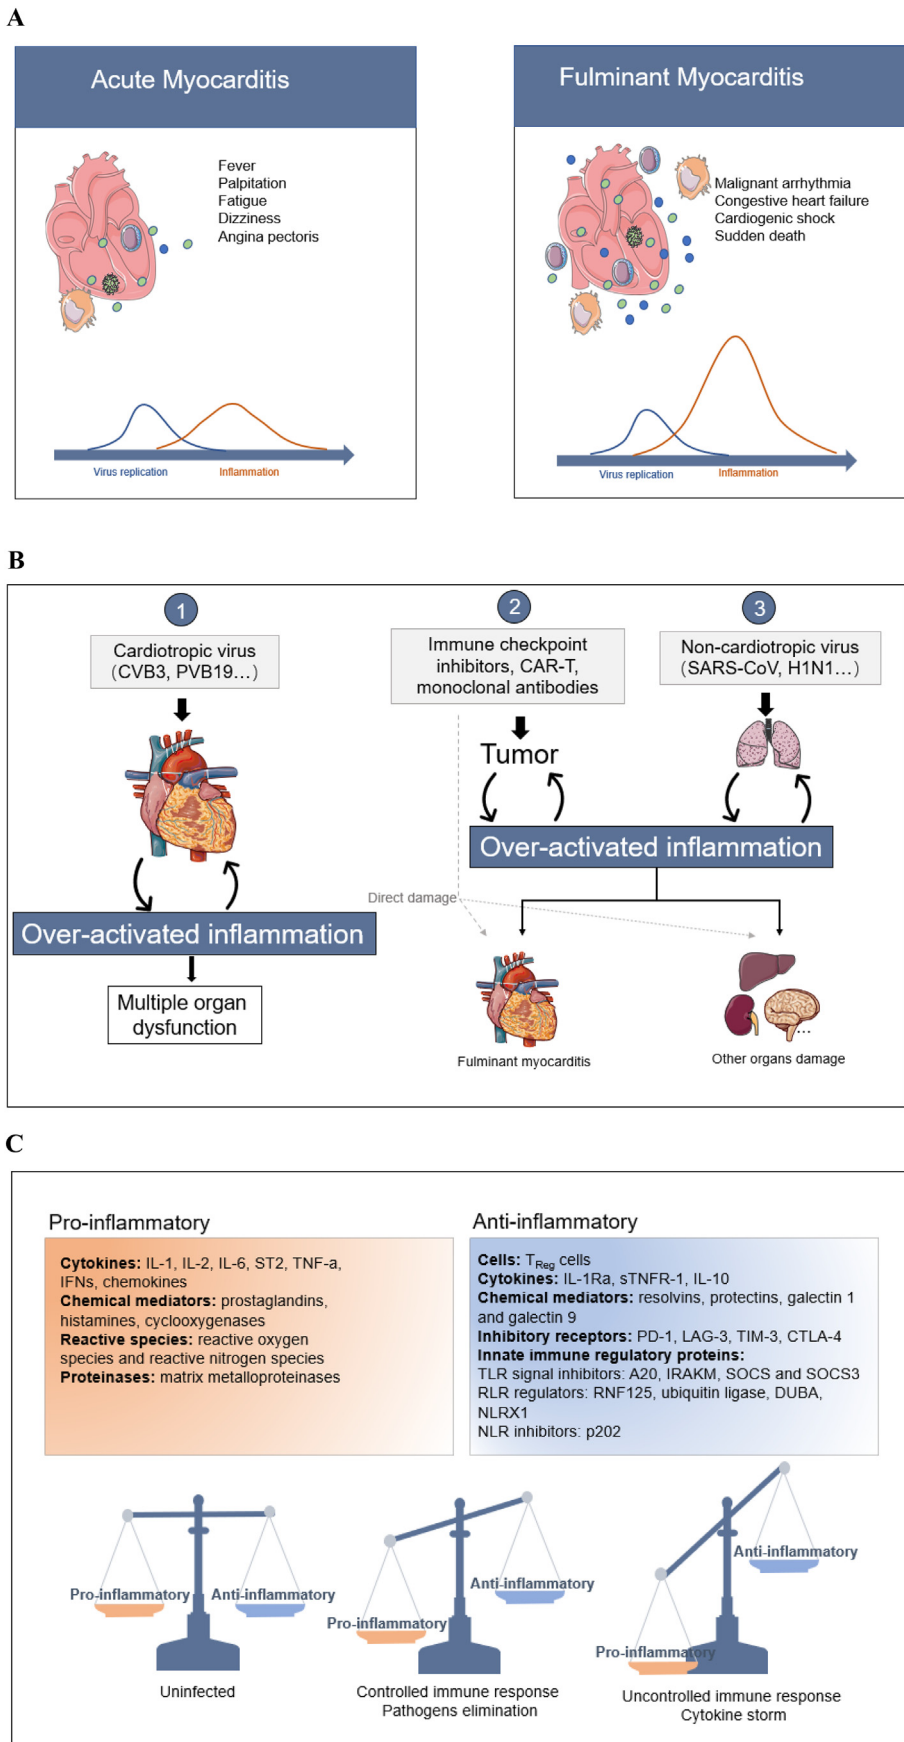 A
Acute Myocarditis
Fever
Palpitation
Fatigue
Dizziness
Angina pectoris
Virus replication
Inflammation
Fulminant Myocarditis
Malignant arrhythmia
Congestive heart failure
Cardiogenic shock
Sudden death
Virus replication
Inflammation
B
1
Cardiotropic virus
(CVB3, PVB19...)
Over-activated inflammation
Multiple organ
dysfunction
2
Immune checkpoint
inhibitors, CAR-T,
monoclonal antibodies
Tumor
3
Non-cardiotropic virus
(SARS-CoV, H1N1...)
Over-activated inflammation
Direct damage
Fulminant myocarditis
...
Other organs damage
C
Pro-inflammatory
Cytokines: IL-1, IL-2, IL-6, ST2, TNF-a,
IFNs, chemokines
Chemical mediators: prostaglandins,
histamines, cyclooxygenases
Reactive species: reactive oxygen
species and reactive nitrogen species
Proteinases: matrix metalloproteinases
Anti-inflammatory
Cells: TReg cells
Cytokines: IL-1Ra, sTNFR-1, IL-10
Chemical mediators: resolvins, protectins, galectin 1
and galectin 9
Inhibitory receptors: PD-1, LAG-3, TIM-3, CTLA-4
Innate immune regulatory proteins:
TLR signal inhibitors: A20, IRAKM, SOCS and SOCS3
RLR regulators: RNF125, ubiquitin ligase, DUBA,
NLRX1
NLR inhibitors: p202
Pro-inflammatory
Anti-inflammatory
Uninfected
Pro-inflammatory
Anti-inflammatory
Controlled immune response
Pathogens elimination
Pro-inflammatory
Anti-inflammatory
Uncontrolled immune response
Cytokine storm